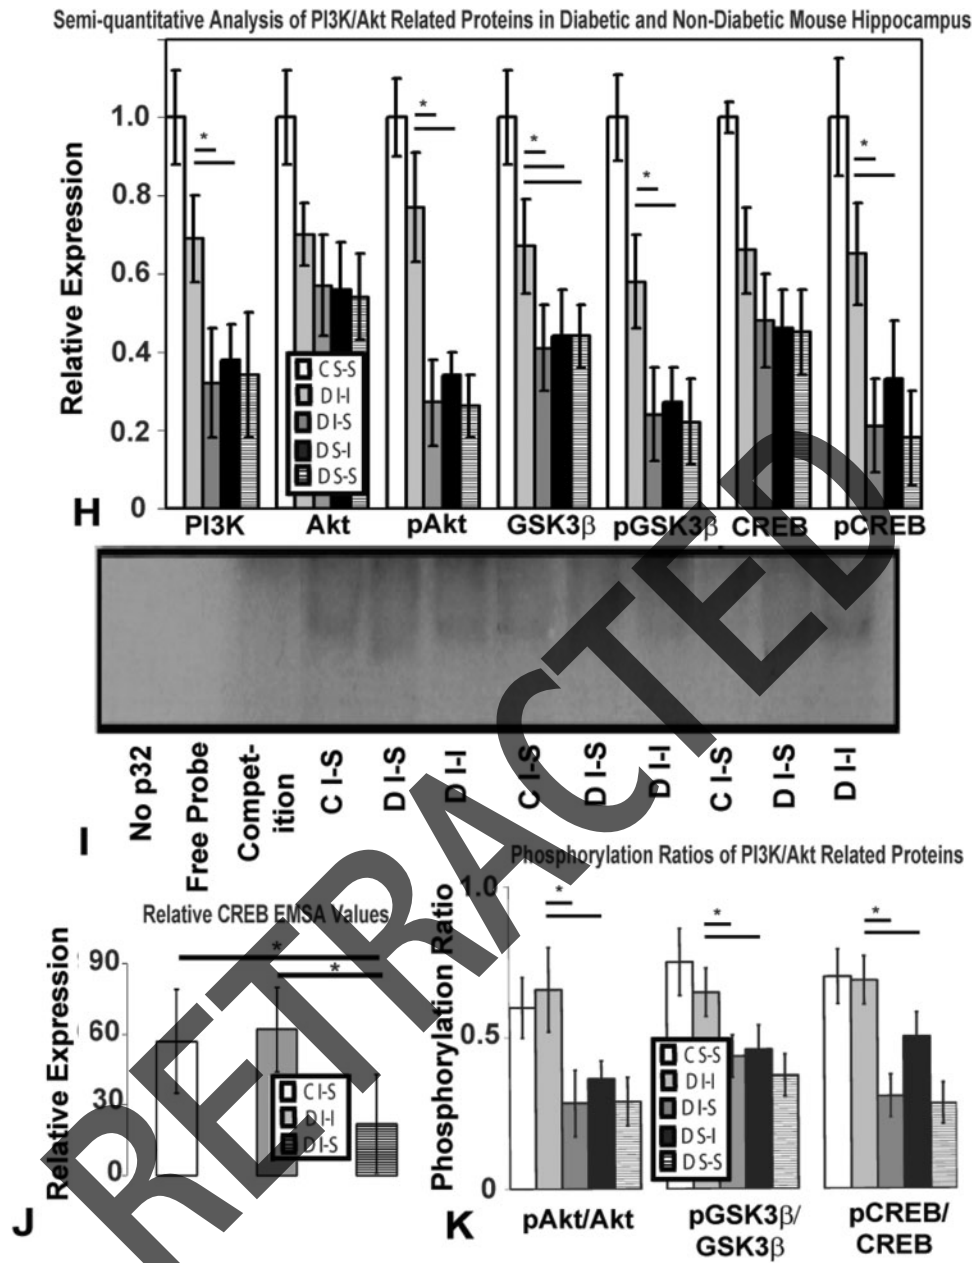 Semi-quantitative Analysis of PI3K/Akt Related Proteins in Diabetic and Non-Diabetic Mouse Hippocampus
Relative Expression
1.0
0.8
0.6
0.4
0.2
0
*
*
*
*
*
C S-S
D I-I
D I-S
D S-I
D S-S
H
PI3K Akt pAkt GSK3β pGSK3β CREB pCREB
No p32
Free Probe
Compet-
ition
C I-S
D I-S
D I-I
C I-S
D I-S
D I-I
C I-S
D I-S
D I-I
I
RETRACTED
Relative CREB EMSA Values
Relative Expression
90
60
30
0
*
*
C I-S
D I-I
D I-S
J
Phosphorylation Ratios of PI3K/Akt Related Proteins
Phosphorylation Ratio
1.0
0.5
0
*
*
*
C S-S
D I-I
D I-S
D S-I
D S-S
K
pAkt/Akt
pGSK3β/
GSK3β
pCREB/
CREB